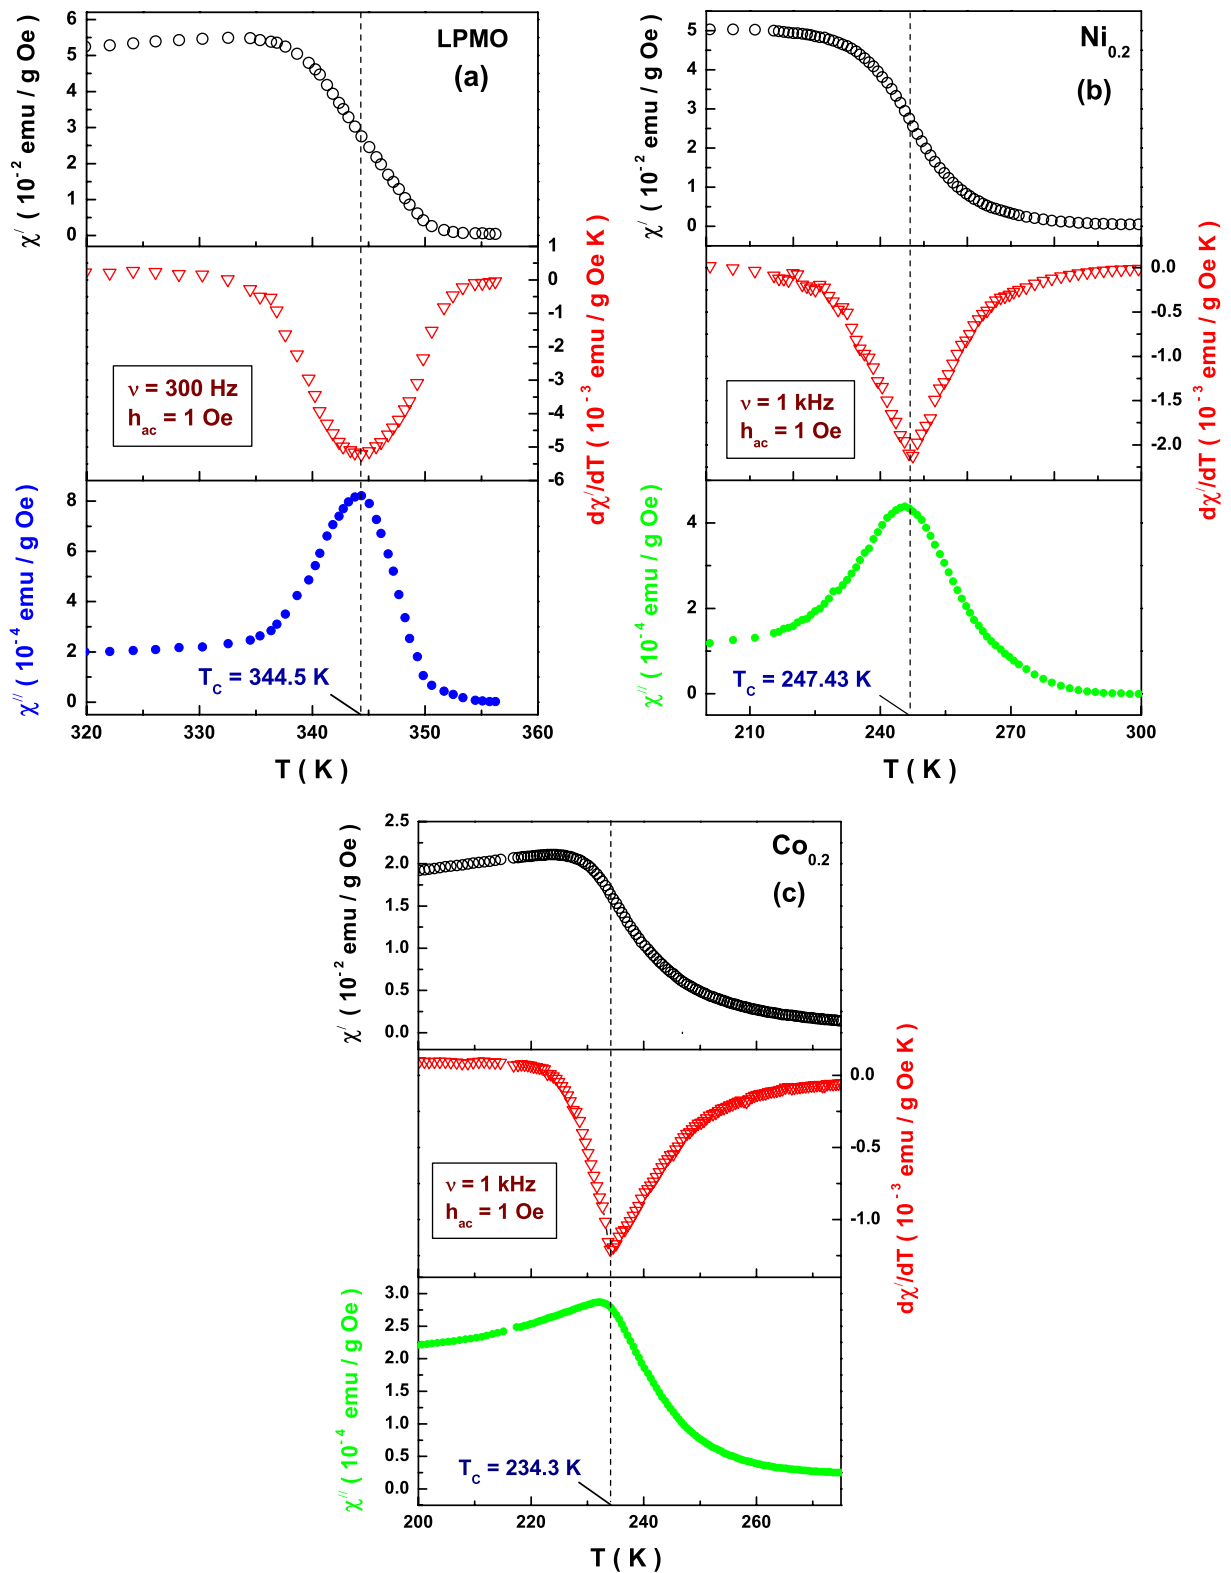 LPMO
(a)
6
5
4
3
2
1
0
χ′ ( 10⁻² emu / g Oe )
1
0
-1
-2
-3
-4
-5
-6
dχ′/dT ( 10⁻³ emu / g Oe K )
ν = 300 Hz
h_ac = 1 Oe
8
6
4
2
0
χ′′ ( 10⁻⁴ emu / g Oe )
T_C = 344.5 K
320 330 340 350 360
T ( K )
Ni₀.₂
(b)
5
4
3
2
1
0
χ′ ( 10⁻² emu / g Oe )
0.0
-0.5
-1.0
-1.5
-2.0
dχ′/dT ( 10⁻³ emu / g Oe K )
ν = 1 kHz
h_ac = 1 Oe
4
2
0
χ′′ ( 10⁻⁴ emu / g Oe )
T_C = 247.43 K
210 240 270 300
T ( K )
Co₀.₂
(c)
2.5
2.0
1.5
1.0
0.5
0.0
χ′ ( 10⁻² emu / g Oe )
0.0
-0.5
-1.0
dχ′/dT ( 10⁻³ emu / g Oe K )
ν = 1 kHz
h_ac = 1 Oe
3.0
2.5
2.0
1.5
1.0
0.5
0.0
χ′′ ( 10⁻⁴ emu / g Oe )
T_C = 234.3 K
200 220 240 260
T ( K )